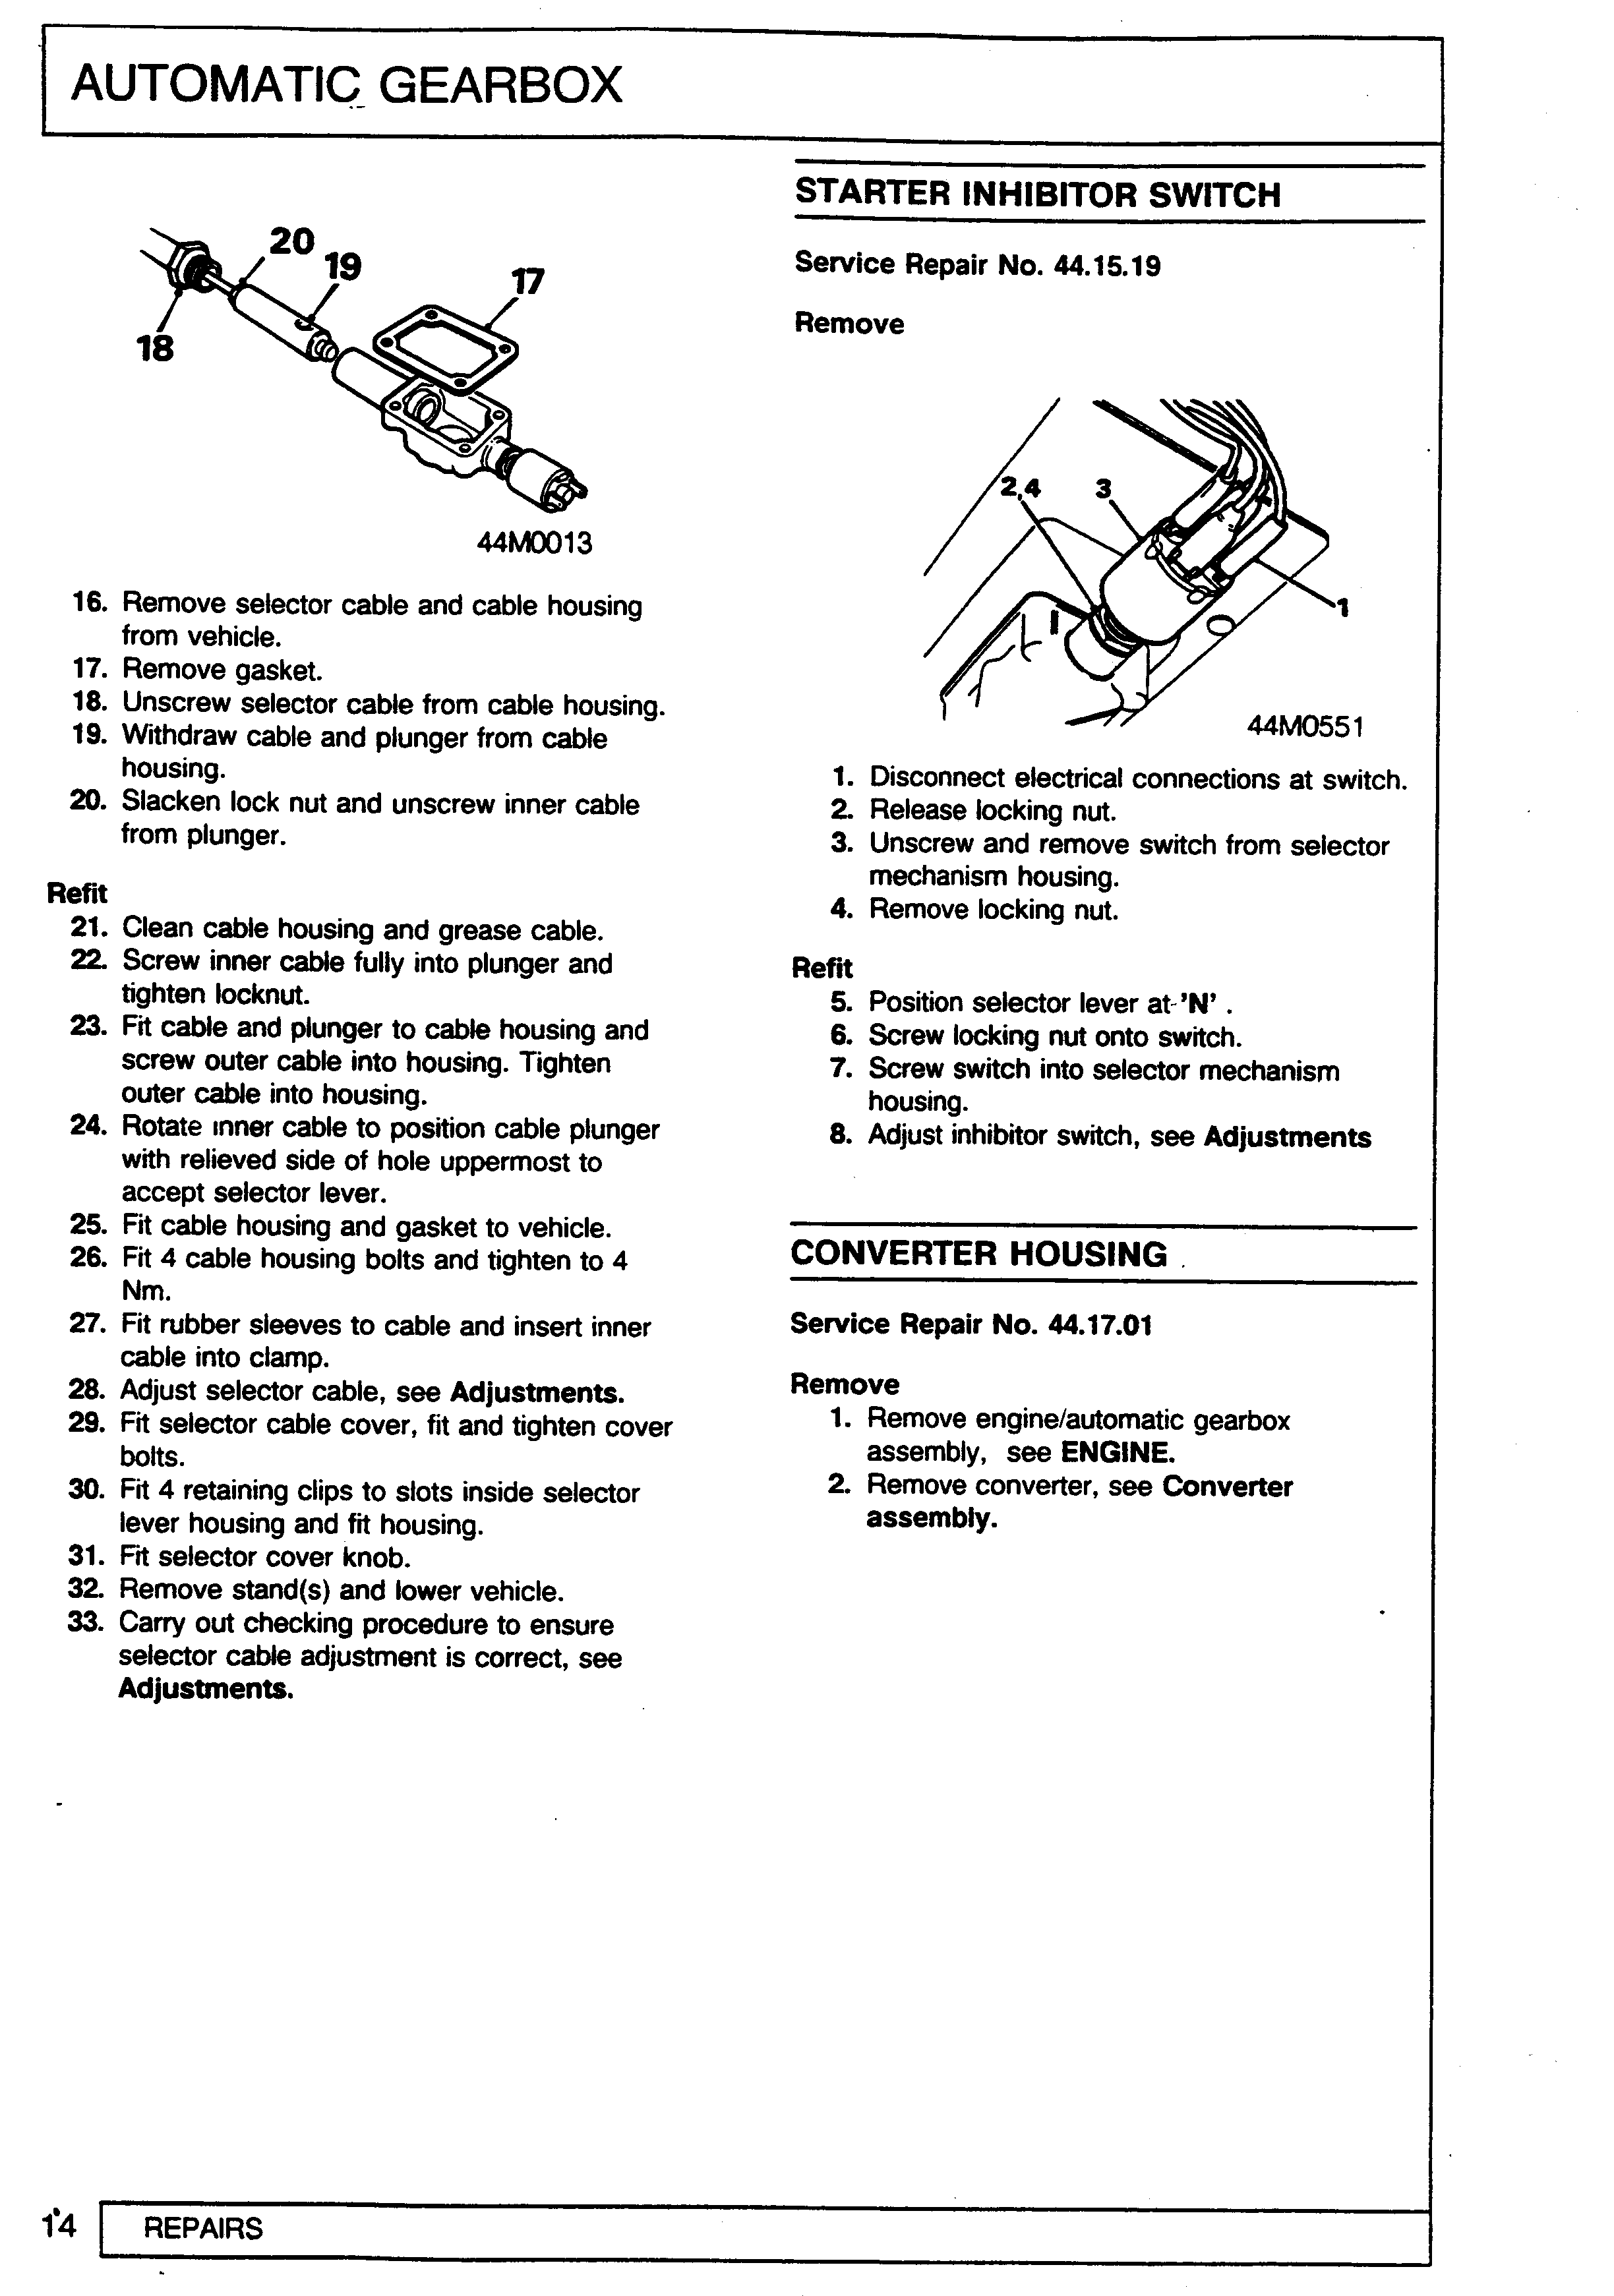 AUTOMATIC GEARBOX
20
19
17
18
44M0013
16. Remove selector cable and cable housing
from vehicle.
17. Remove gasket.
18. Unscrew selector cable from cable housing.
19. Withdraw cable and plunger from cable
housing.
20. Slacken lock nut and unscrew inner cable
from plunger.
Refit
21. Clean cable housing and grease cable.
22. Screw inner cable fully into plunger and
tighten locknut.
23. Fit cable and plunger to cable housing and
screw outer cable into housing. Tighten
outer cable into housing.
24. Rotate inner cable to position cable plunger
with relieved side of hole uppermost to
accept selector lever.
25. Fit cable housing and gasket to vehicle.
26. Fit 4 cable housing bolts and tighten to 4
Nm.
27. Fit rubber sleeves to cable and insert inner
cable into clamp.
28. Adjust selector cable, see Adjustments.
29. Fit selector cable cover, fit and tighten cover
bolts.
30. Fit 4 retaining clips to slots inside selector
lever housing and fit housing.
31. Fit selector cover knob.
32. Remove stand(s) and lower vehicle.
33. Carry out checking procedure to ensure
selector cable adjustment is correct, see
Adjustments.
STARTER INHIBITOR SWITCH
Service Repair No. 44.15.19
Remove
2,4
3
1
44M0551
1. Disconnect electrical connections at switch.
2. Release locking nut.
3. Unscrew and remove switch from selector
mechanism housing.
4. Remove locking nut.
Refit
5. Position selector lever at 'N' .
6. Screw locking nut onto switch.
7. Screw switch into selector mechanism
housing.
8. Adjust inhibitor switch, see Adjustments
CONVERTER HOUSING
Service Repair No. 44.17.01
Remove
1. Remove engine/automatic gearbox
assembly, see ENGINE.
2. Remove converter, see Converter
assembly.
14
REPAIRS